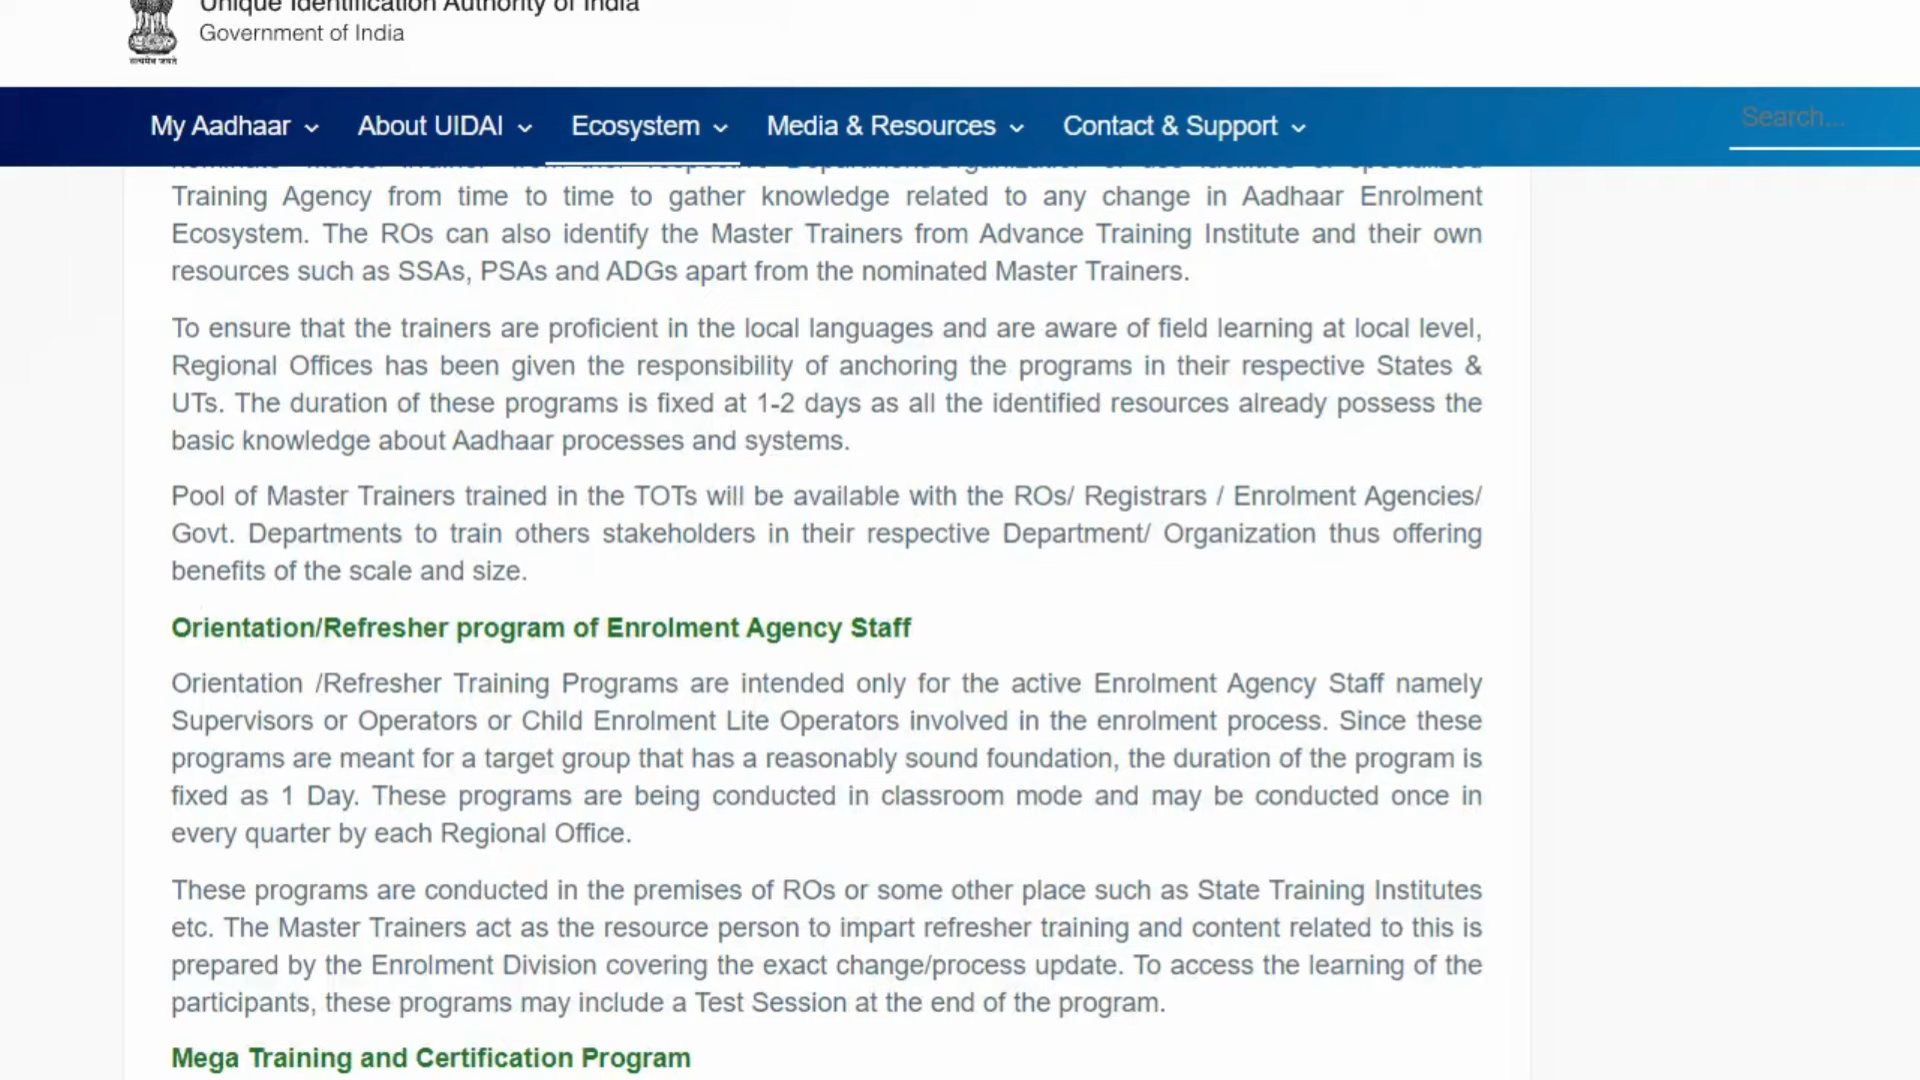 Unique Identification Authority of India
Government of India
सत्यमेव जयते
My Aadhaar
About UIDAI
Ecosystem
Media & Resources
Contact & Support
Search...
Training Agency from time to time to gather knowledge related to any change in Aadhaar Enrolment
Ecosystem. The ROs can also identify the Master Trainers from Advance Training Institute and their own
resources such as SSAs, PSAs and ADGs apart from the nominated Master Trainers.
To ensure that the trainers are proficient in the local languages and are aware of field learning at local level,
Regional Offices has been given the responsibility of anchoring the programs in their respective States &
UTs. The duration of these programs is fixed at 1-2 days as all the identified resources already possess the
basic knowledge about Aadhaar processes and systems.
Pool of Master Trainers trained in the TOTs will be available with the ROs/ Registrars / Enrolment Agencies/
Govt. Departments to train others stakeholders in their respective Department/ Organization thus offering
benefits of the scale and size.
Orientation/Refresher program of Enrolment Agency Staff
Orientation /Refresher Training Programs are intended only for the active Enrolment Agency Staff namely
Supervisors or Operators or Child Enrolment Lite Operators involved in the enrolment process. Since these
programs are meant for a target group that has a reasonably sound foundation, the duration of the program is
fixed as 1 Day. These programs are being conducted in classroom mode and may be conducted once in
every quarter by each Regional Office.
These programs are conducted in the premises of ROs or some other place such as State Training Institutes
etc. The Master Trainers act as the resource person to impart refresher training and content related to this is
prepared by the Enrolment Division covering the exact change/process update. To access the learning of the
participants, these programs may include a Test Session at the end of the program.
Mega Training and Certification Program